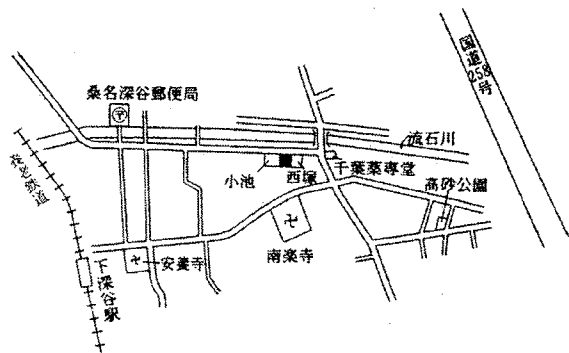 国道258号
桑名深谷郵便局
流石川
養老鉄道
小池
西塚
千葉薬専堂
高砂公園
下深谷駅
安養寺
南楽寺